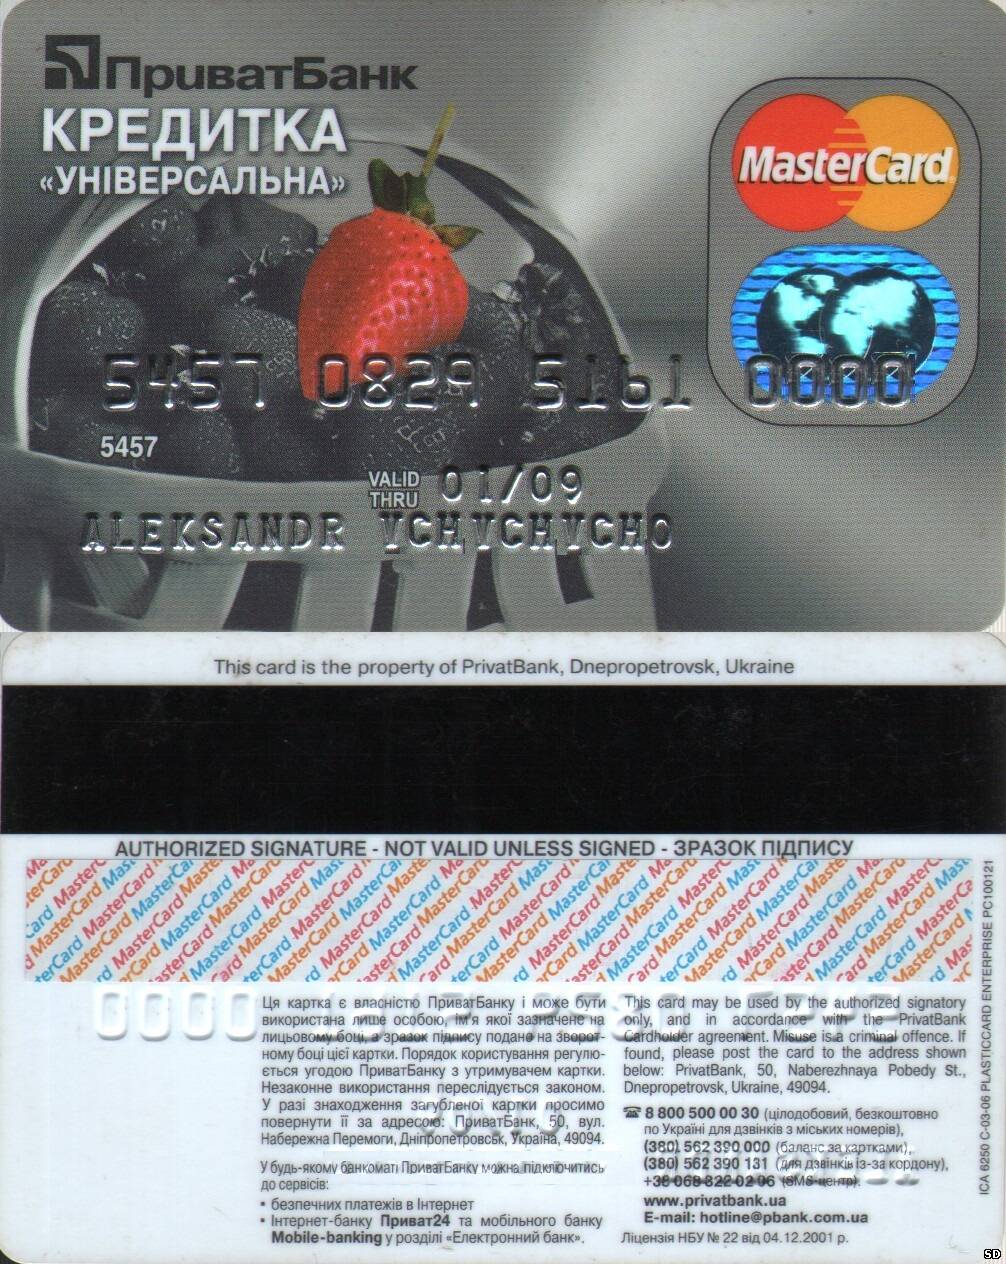 ПриватБанк
КРЕДИТКА
«УНІВЕРСАЛЬНА»
MasterCard
5457 0829 5161 0000
5457
VALID THRU 01/09
ALEKSANDR VCHVCHVCHO
This card is the property of PrivatBank, Dnepropetrovsk, Ukraine
AUTHORIZED SIGNATURE - NOT VALID UNLESS SIGNED - ЗРАЗОК ПІДПИСУ
MasterCard MasterCard MasterCard
0000
Ця картка є власністю ПриватБанку і може бути
використана лише особою, ім'я якої зазначене на
лицьовому боці, а зразок підпису подано на зворот-
ному боці цієї картки. Порядок користування регулю-
ється угодою ПриватБанку з утримувачем картки.
Незаконне використання переслідується законом.
У разі знаходження загубленої картки просимо
повернути її за адресою: ПриватБанк, 50, вул.
Набережна Перемоги, Дніпропетровськ, Україна, 49094.
У будь-якому банкоматі ПриватБанку можна підключитись
до сервісів:
• безпечних платежів в Інтернет
• Інтернет-банку Приват24 та мобільного банку
Mobile-banking у розділі «Електронний банк».
This card may be used by the authorized signatory
only, and in accordance with the PrivatBank
Cardholder agreement. Misuse is a criminal offence. If
found, please post the card to the address shown
below: PrivatBank, 50, Naberezhnaya Pobedy St.,
Dnepropetrovsk, Ukraine, 49094.
☎ 8 800 500 00 30 (цілодобовий, безкоштовно
по Україні для дзвінків з міських номерів),
(380) 562 390 000 (баланс за картками),
(380) 562 390 131 (для дзвінків із-за кордону),
+38 068 322 02 96 (SMS-центр).
www.privatbank.ua
E-mail: hotline@pbank.com.ua
Ліцензія НБУ № 22 від 04.12.2001 р.
ICA 6250 C-03-06 PLASTICCARD ENTERPRISE PC100121
SD